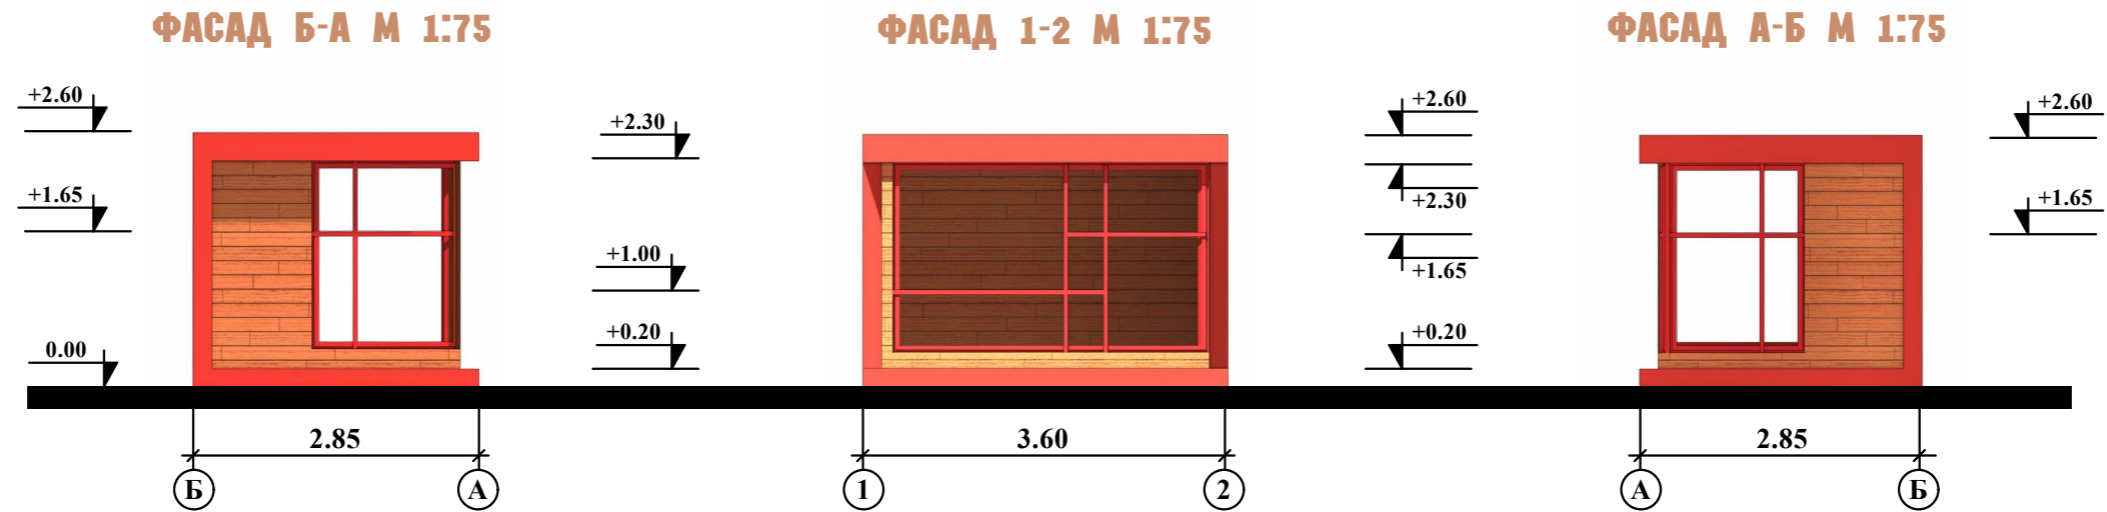 ФАСАД Б-А М 1:75
+2.60
+1.65
0.00
2.85
Б
А
ФАСАД 1-2 М 1:75
+2.30
+1.00
+0.20
+2.60
+2.30
+1.65
+0.20
3.60
1
2
ФАСАД А-Б М 1:75
+2.60
+1.65
2.85
А
Б